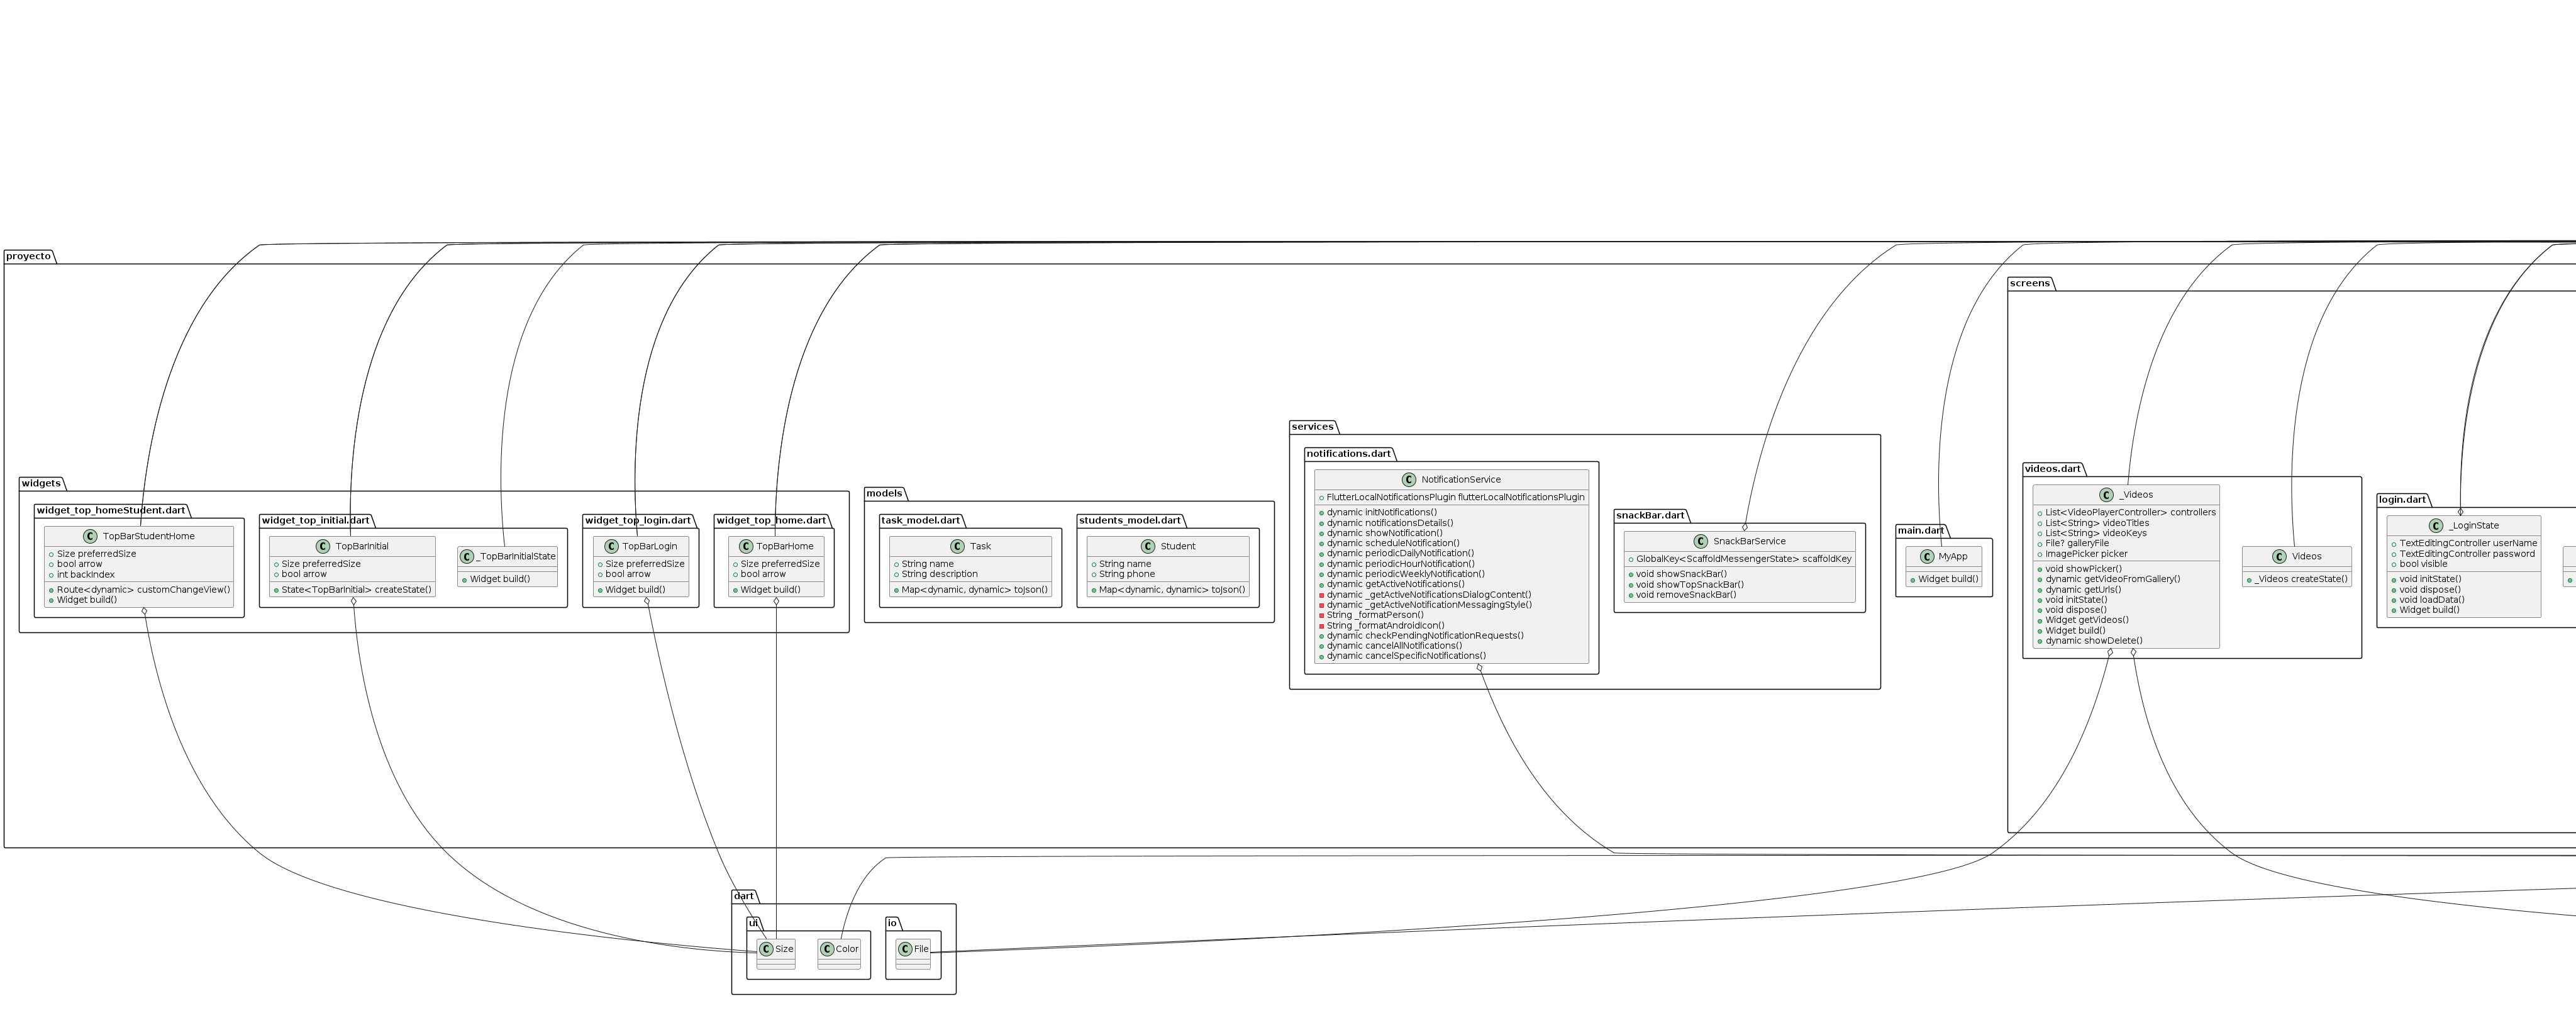 proyecto
screens
widgets
widget_top_homeStudent.dart
C TopBarStudentHome
Size preferredSize
bool arrow
int backIndex
Route<dynamic> customChangeView()
Widget build()
widget_top_initial.dart
C TopBarInitial
Size preferredSize
bool arrow
State<TopBarInitial> createState()
C _TopBarInitialState
Widget build()
widget_top_login.dart
C TopBarLogin
Size preferredSize
bool arrow
Widget build()
widget_top_home.dart
C TopBarHome
Size preferredSize
bool arrow
Widget build()
models
task_model.dart
C Task
String name
String description
Map<dynamic, dynamic> toJson()
students_model.dart
C Student
String name
String phone
Map<dynamic, dynamic> toJson()
services
notifications.dart
C NotificationService
FlutterLocalNotificationsPlugin flutterLocalNotificationsPlugin
dynamic initNotifications()
dynamic notificationsDetails()
dynamic showNotification()
dynamic scheduleNotification()
dynamic periodicDailyNotification()
dynamic periodicHourNotification()
dynamic periodicWeeklyNotification()
dynamic getActiveNotifications()
dynamic _getActiveNotificationsDialogContent()
dynamic _getActiveNotificationMessagingStyle()
String _formatPerson()
String _formatAndroidIcon()
dynamic checkPendingNotificationRequests()
dynamic cancelAllNotifications()
dynamic cancelSpecificNotifications()
snackBar.dart
C SnackBarService
GlobalKey<ScaffoldMessengerState> scaffoldKey
void showSnackBar()
void showTopSnackBar()
void removeSnackBar()
main.dart
C MyApp
Widget build()
videos.dart
C _Videos
List<VideoPlayerController> controllers
List<String> videoTitles
List<String> videoKeys
File? galleryFile
ImagePicker picker
void showPicker()
dynamic getVideoFromGallery()
dynamic getUrls()
void initState()
void dispose()
Widget getVideos()
Widget build()
dynamic showDelete()
C Videos
_Videos createState()
login.dart
C _LoginState
TextEditingController userName
TextEditingController password
bool visible
void initState()
void dispose()
void loadData()
Widget build()
dart
ui
C Size
C Color
io
C File